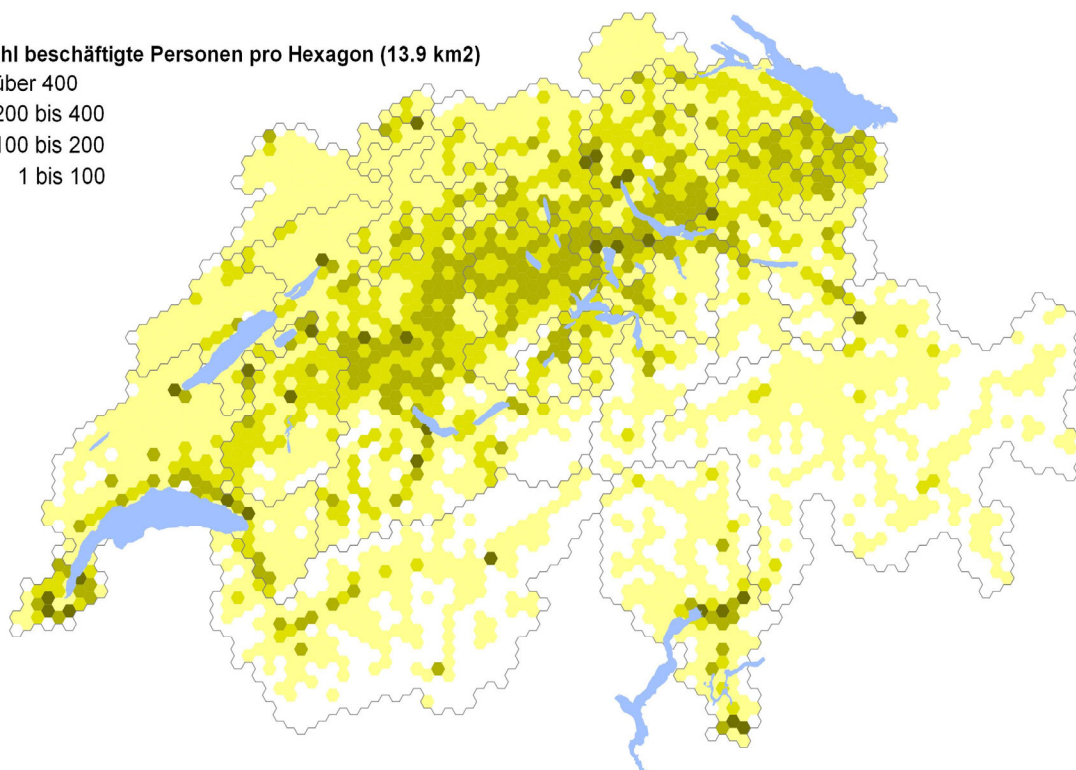 hl beschäftigte Personen pro Hexagon (13.9 km2)
über 400
200 bis 400
100 bis 200
1 bis 100